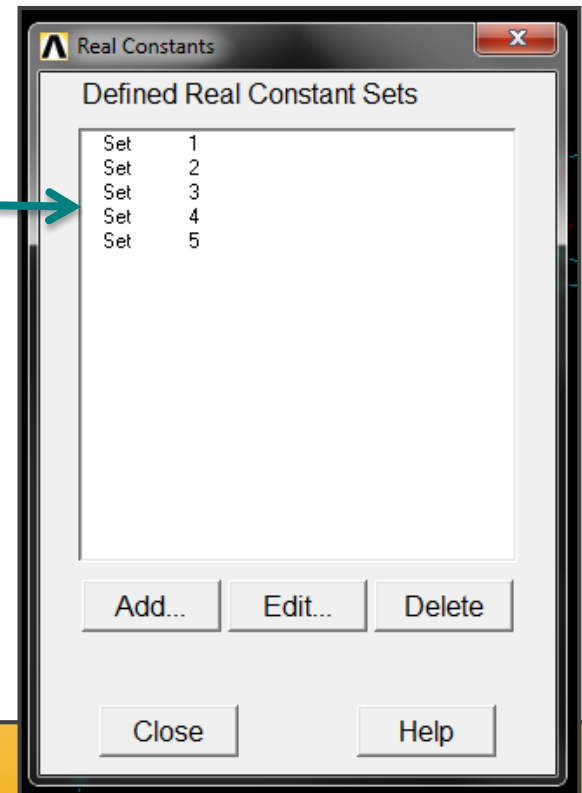 Real Constants
Defined Real Constant Sets
Set 1
Set 2
Set 3
Set 4
Set 5
Add... Edit... Delete
Close Help